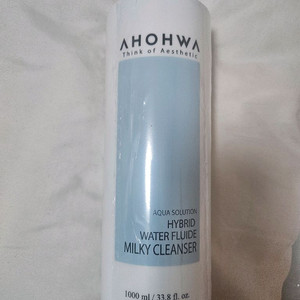 AHOHWA
Think of Aesthetic
AQUA SOLUTION
HYBRID
WATER FLUIDE
MILKY CLEANSER
1000 ml / 33.8 fl. oz.